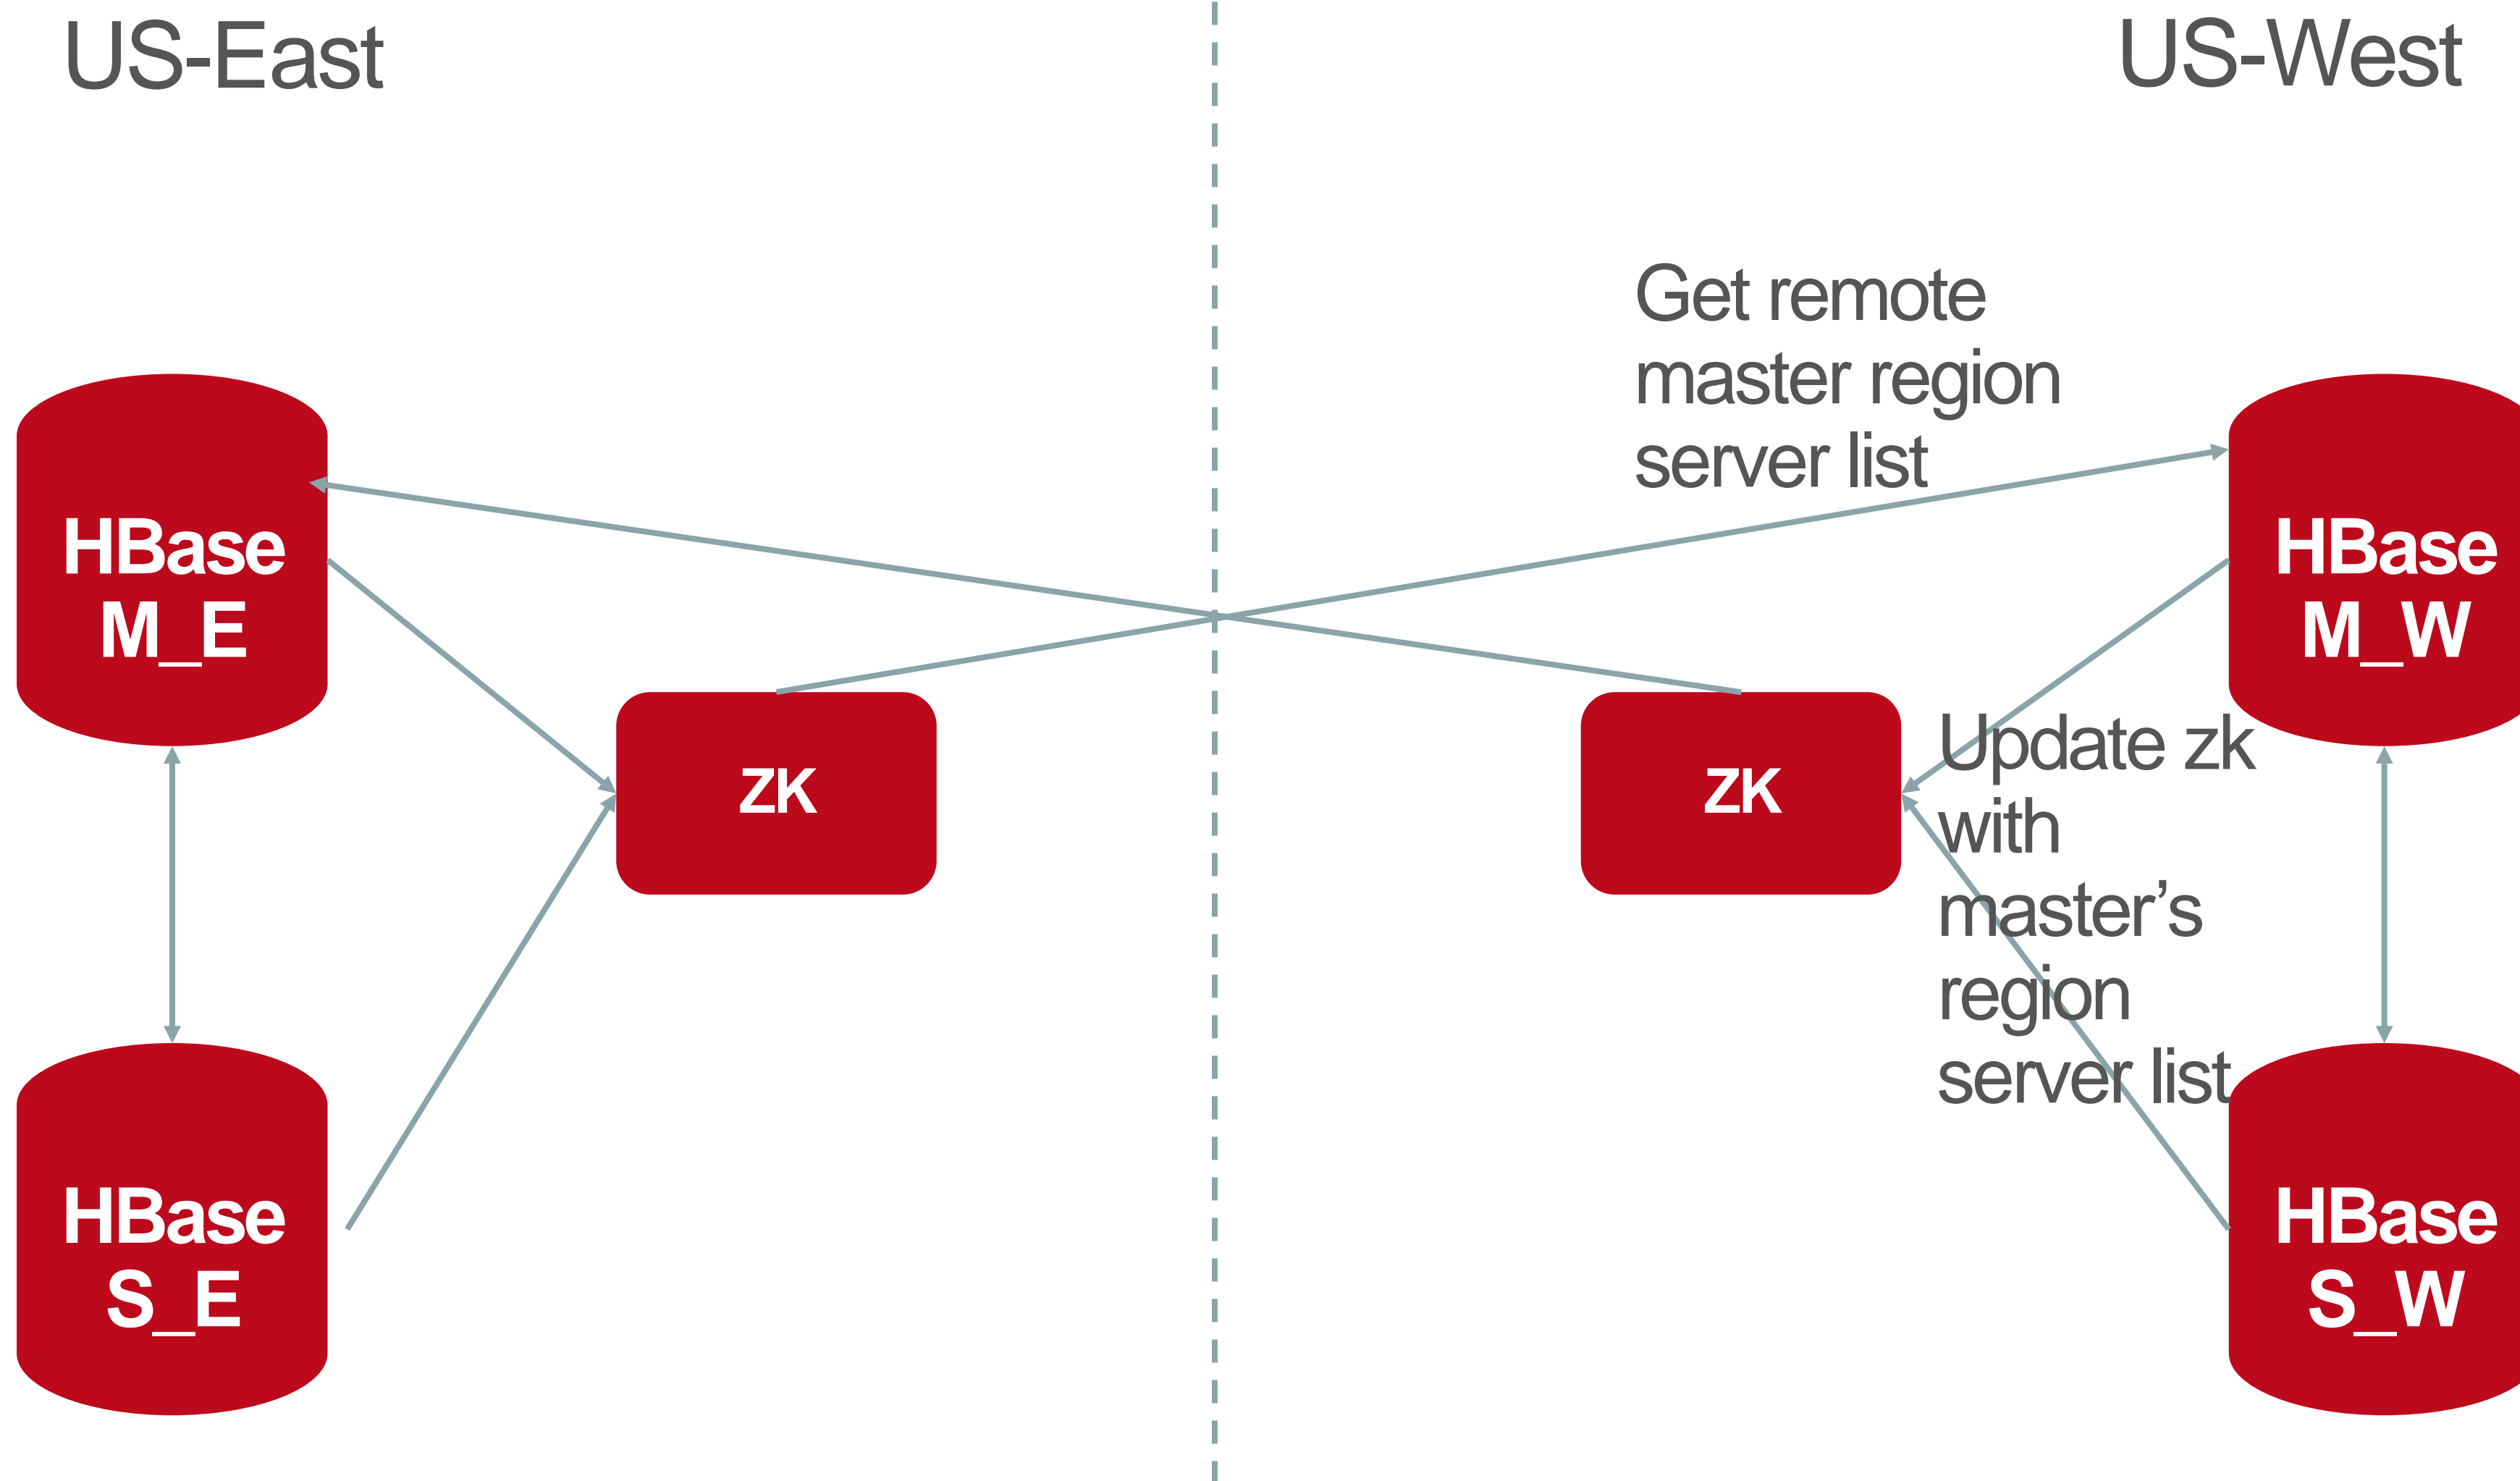 US-East
US-West
Get remote
master region
server list
HBase
M_E
HBase
M_W
ZK
ZK
Update zk
with
master’s
region
server list
HBase
S_E
HBase
S_W